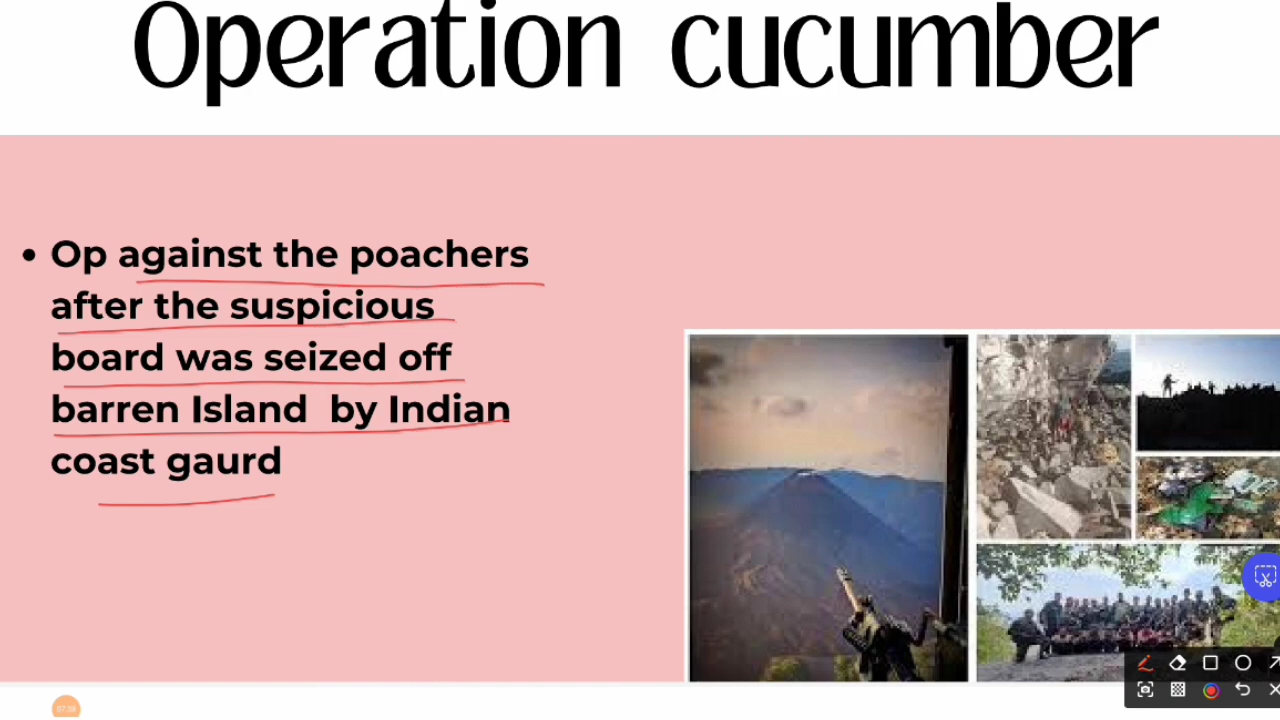 Operation cucumber
• Op against the poachers
after the suspicious
board was seized off
barren Island by Indian
coast gaurd